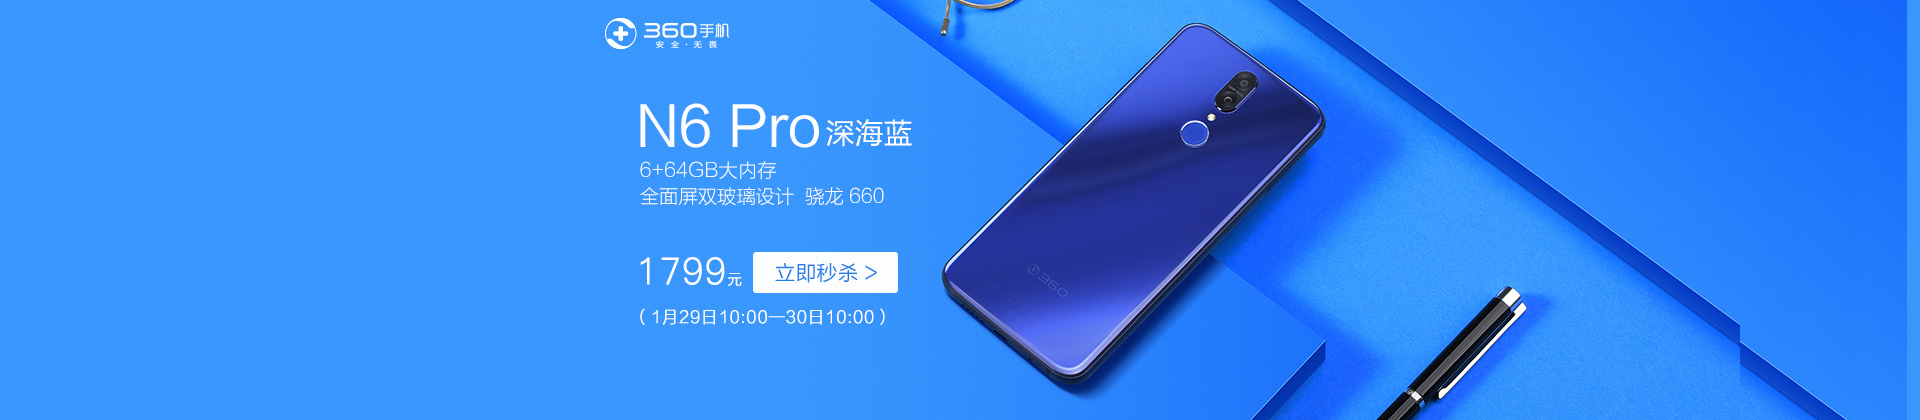 360手机
安全·无畏
N6 Pro 深海蓝
6+64GB大内存
全面屏双玻璃设计 骁龙 660
1799元 立即秒杀 >
( 1月29日10:00—30日10:00 )
360